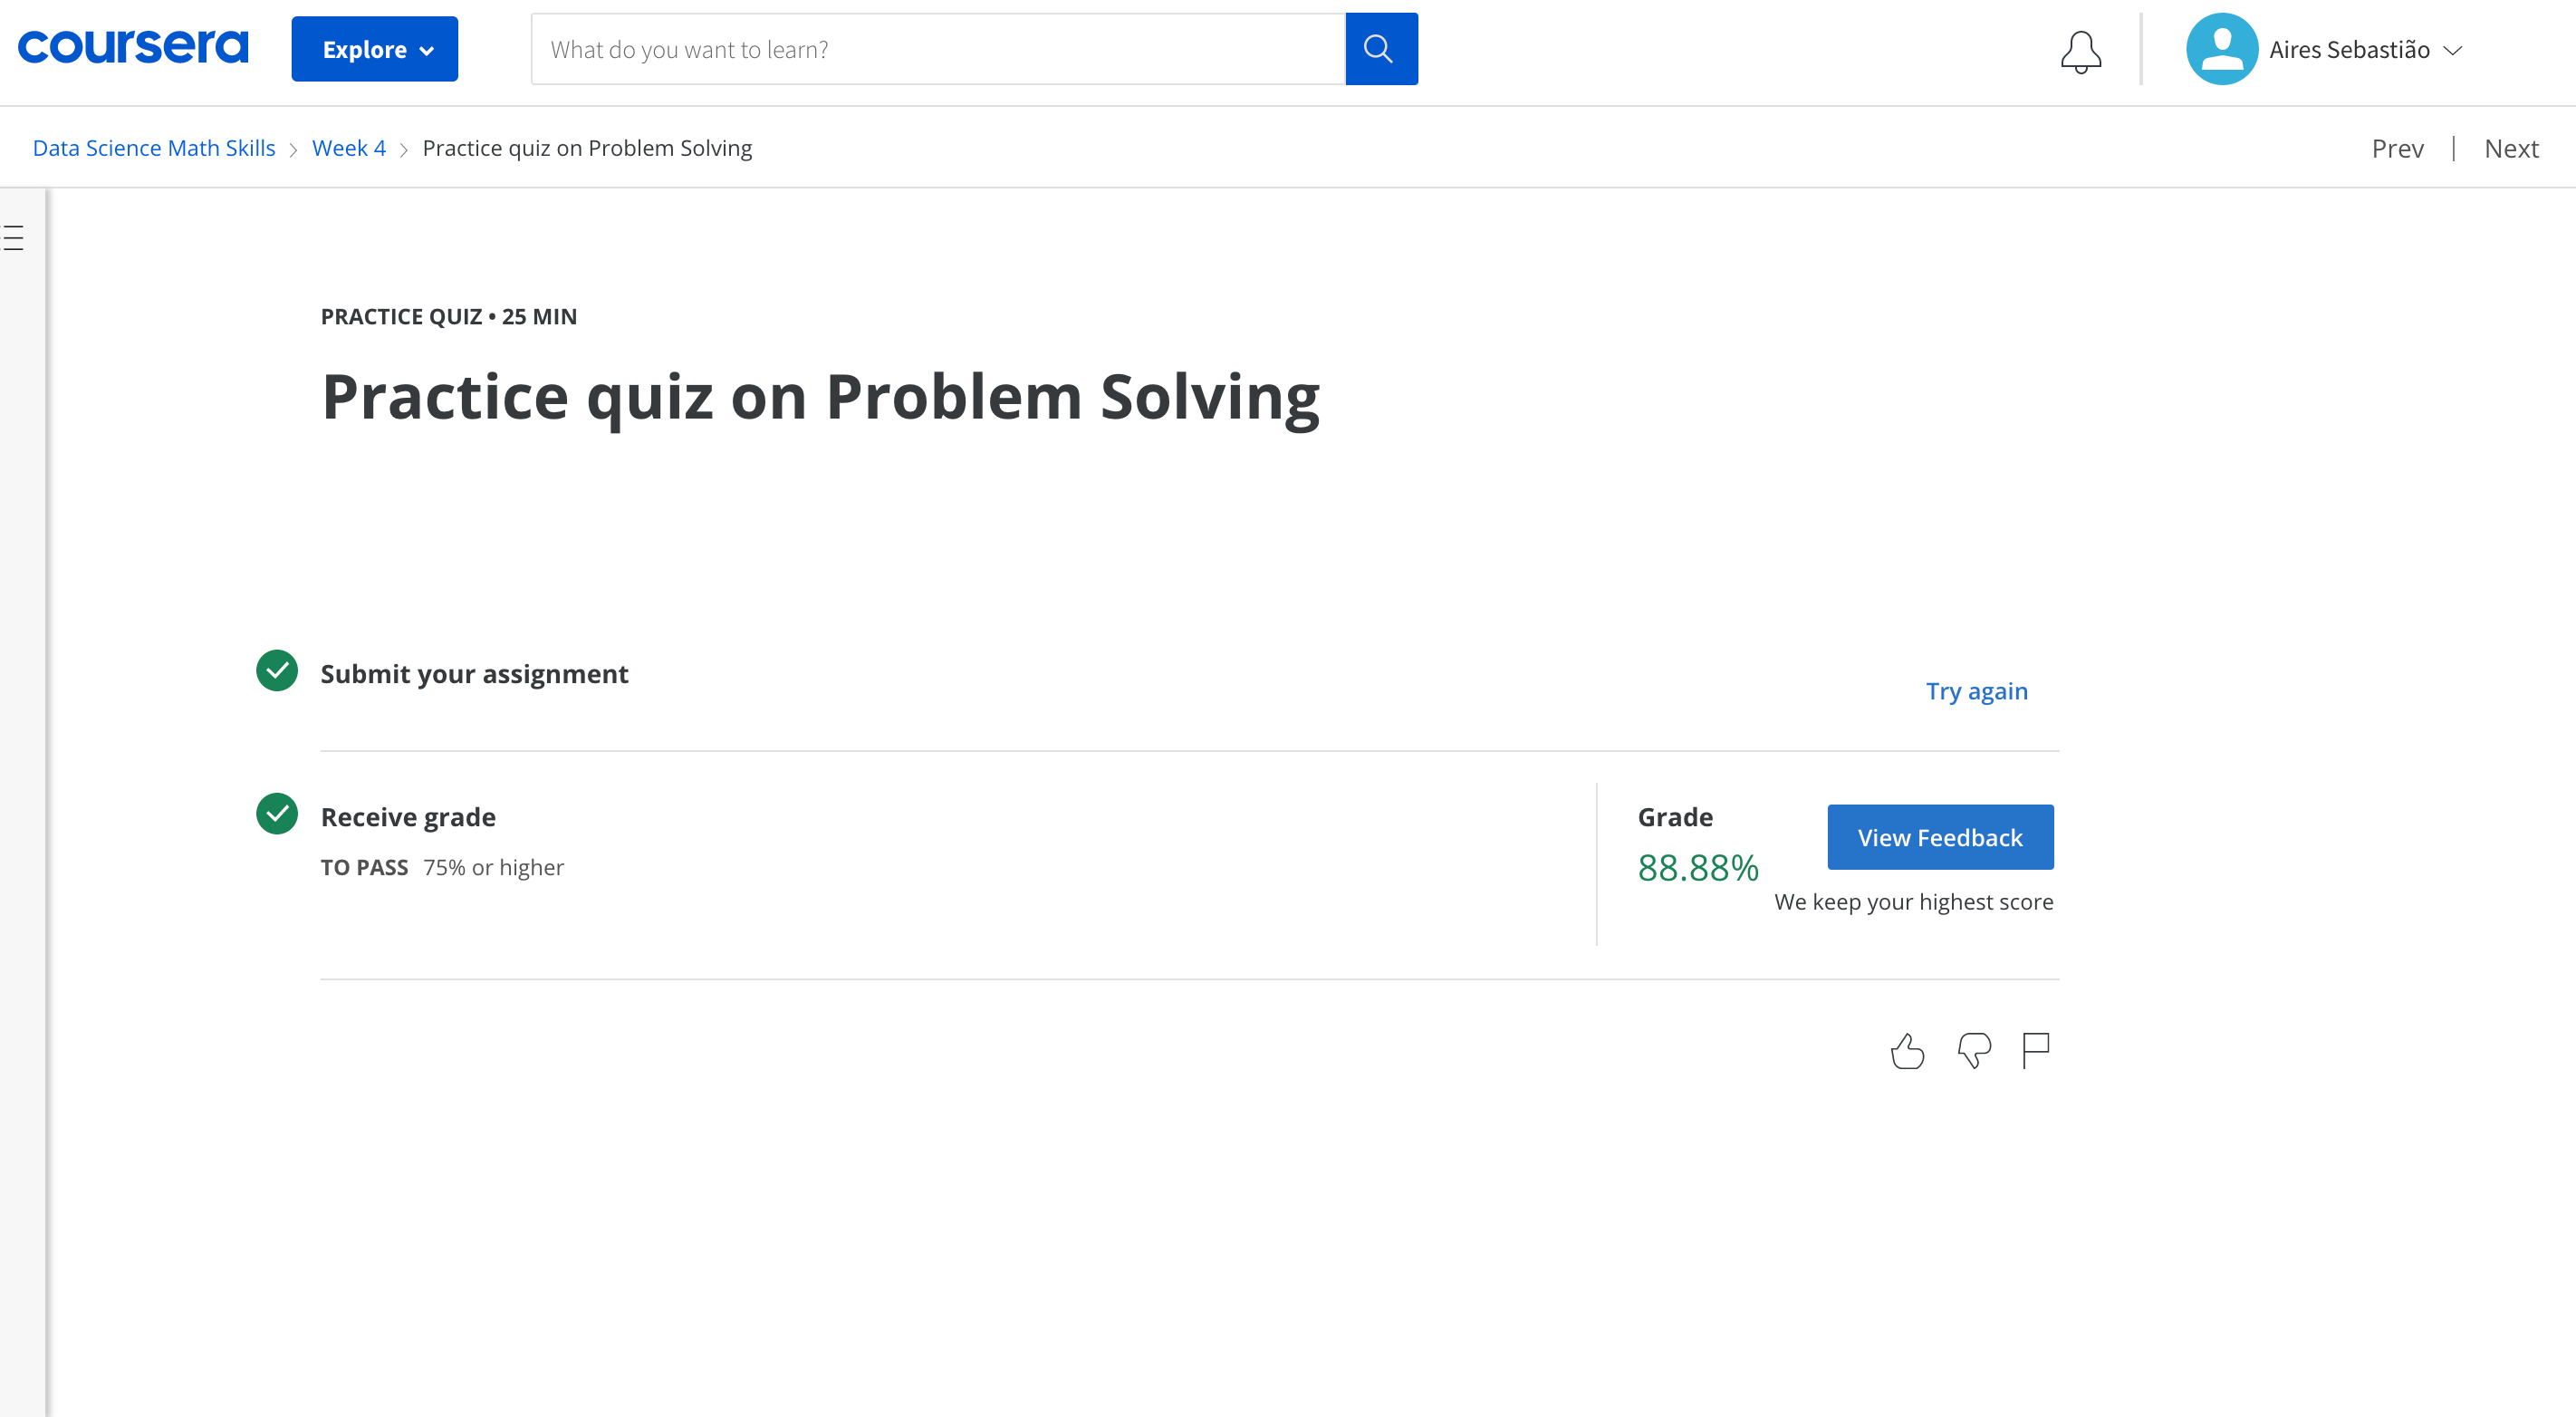 coursera
Explore
What do you want to learn?
Aires Sebastião
Data Science Math Skills > Week 4 > Practice quiz on Problem Solving
Prev | Next
PRACTICE QUIZ • 25 MIN
Practice quiz on Problem Solving
Submit your assignment
Try again
Receive grade
TO PASS 75% or higher
Grade
88.88%
View Feedback
We keep your highest score